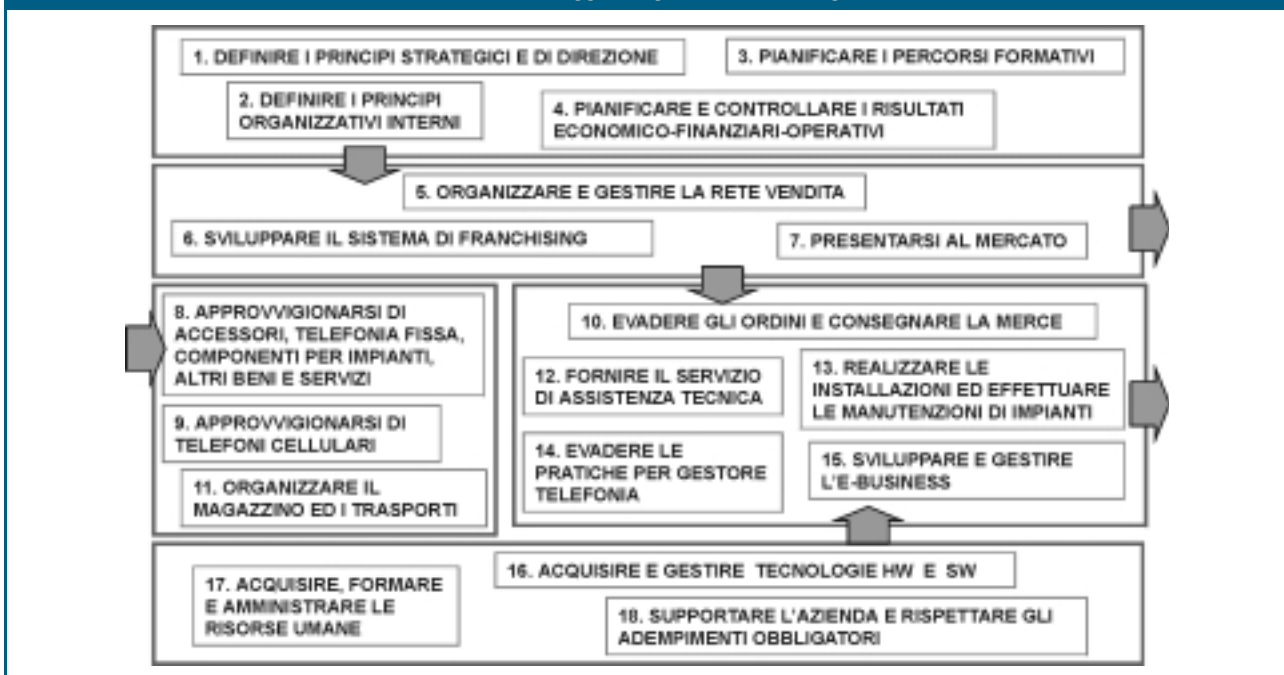 1. DEFINIRE I PRINCIPI STRATEGICI E DI DIREZIONE
3. PIANIFICARE I PERCORSI FORMATIVI
2. DEFINIRE I PRINCIPI
ORGANIZZATIVI INTERNI
4. PIANIFICARE E CONTROLLARE I RISULTATI
ECONOMICO-FINANZIARI-OPERATIVI
5. ORGANIZZARE E GESTIRE LA RETE VENDITA
6. SVILUPPARE IL SISTEMA DI FRANCHISING
7. PRESENTARSI AL MERCATO
8. APPROVVIGIONARSI DI
ACCESSORI, TELEFONIA FISSA,
COMPONENTI PER IMPIANTI,
ALTRI BENI E SERVIZI
9. APPROVVIGIONARSI DI
TELEFONI CELLULARI
11. ORGANIZZARE IL
MAGAZZINO ED I TRASPORTI
10. EVADERE GLI ORDINI E CONSEGNARE LA MERCE
12. FORNIRE IL SERVIZIO
DI ASSISTENZA TECNICA
13. REALIZZARE LE
INSTALLAZIONI ED EFFETTUARE
LE MANUTENZIONI DI IMPIANTI
14. EVADERE LE
PRATICHE PER GESTORE
TELEFONIA
15. SVILUPPARE E GESTIRE
L'E-BUSINESS
16. ACQUISIRE E GESTIRE TECNOLOGIE HW E SW
17. ACQUISIRE, FORMARE
E AMMINISTRARE LE
RISORSE UMANE
18. SUPPORTARE L'AZIENDA E RISPETTARE GLI
ADEMPIMENTI OBBLIGATORI